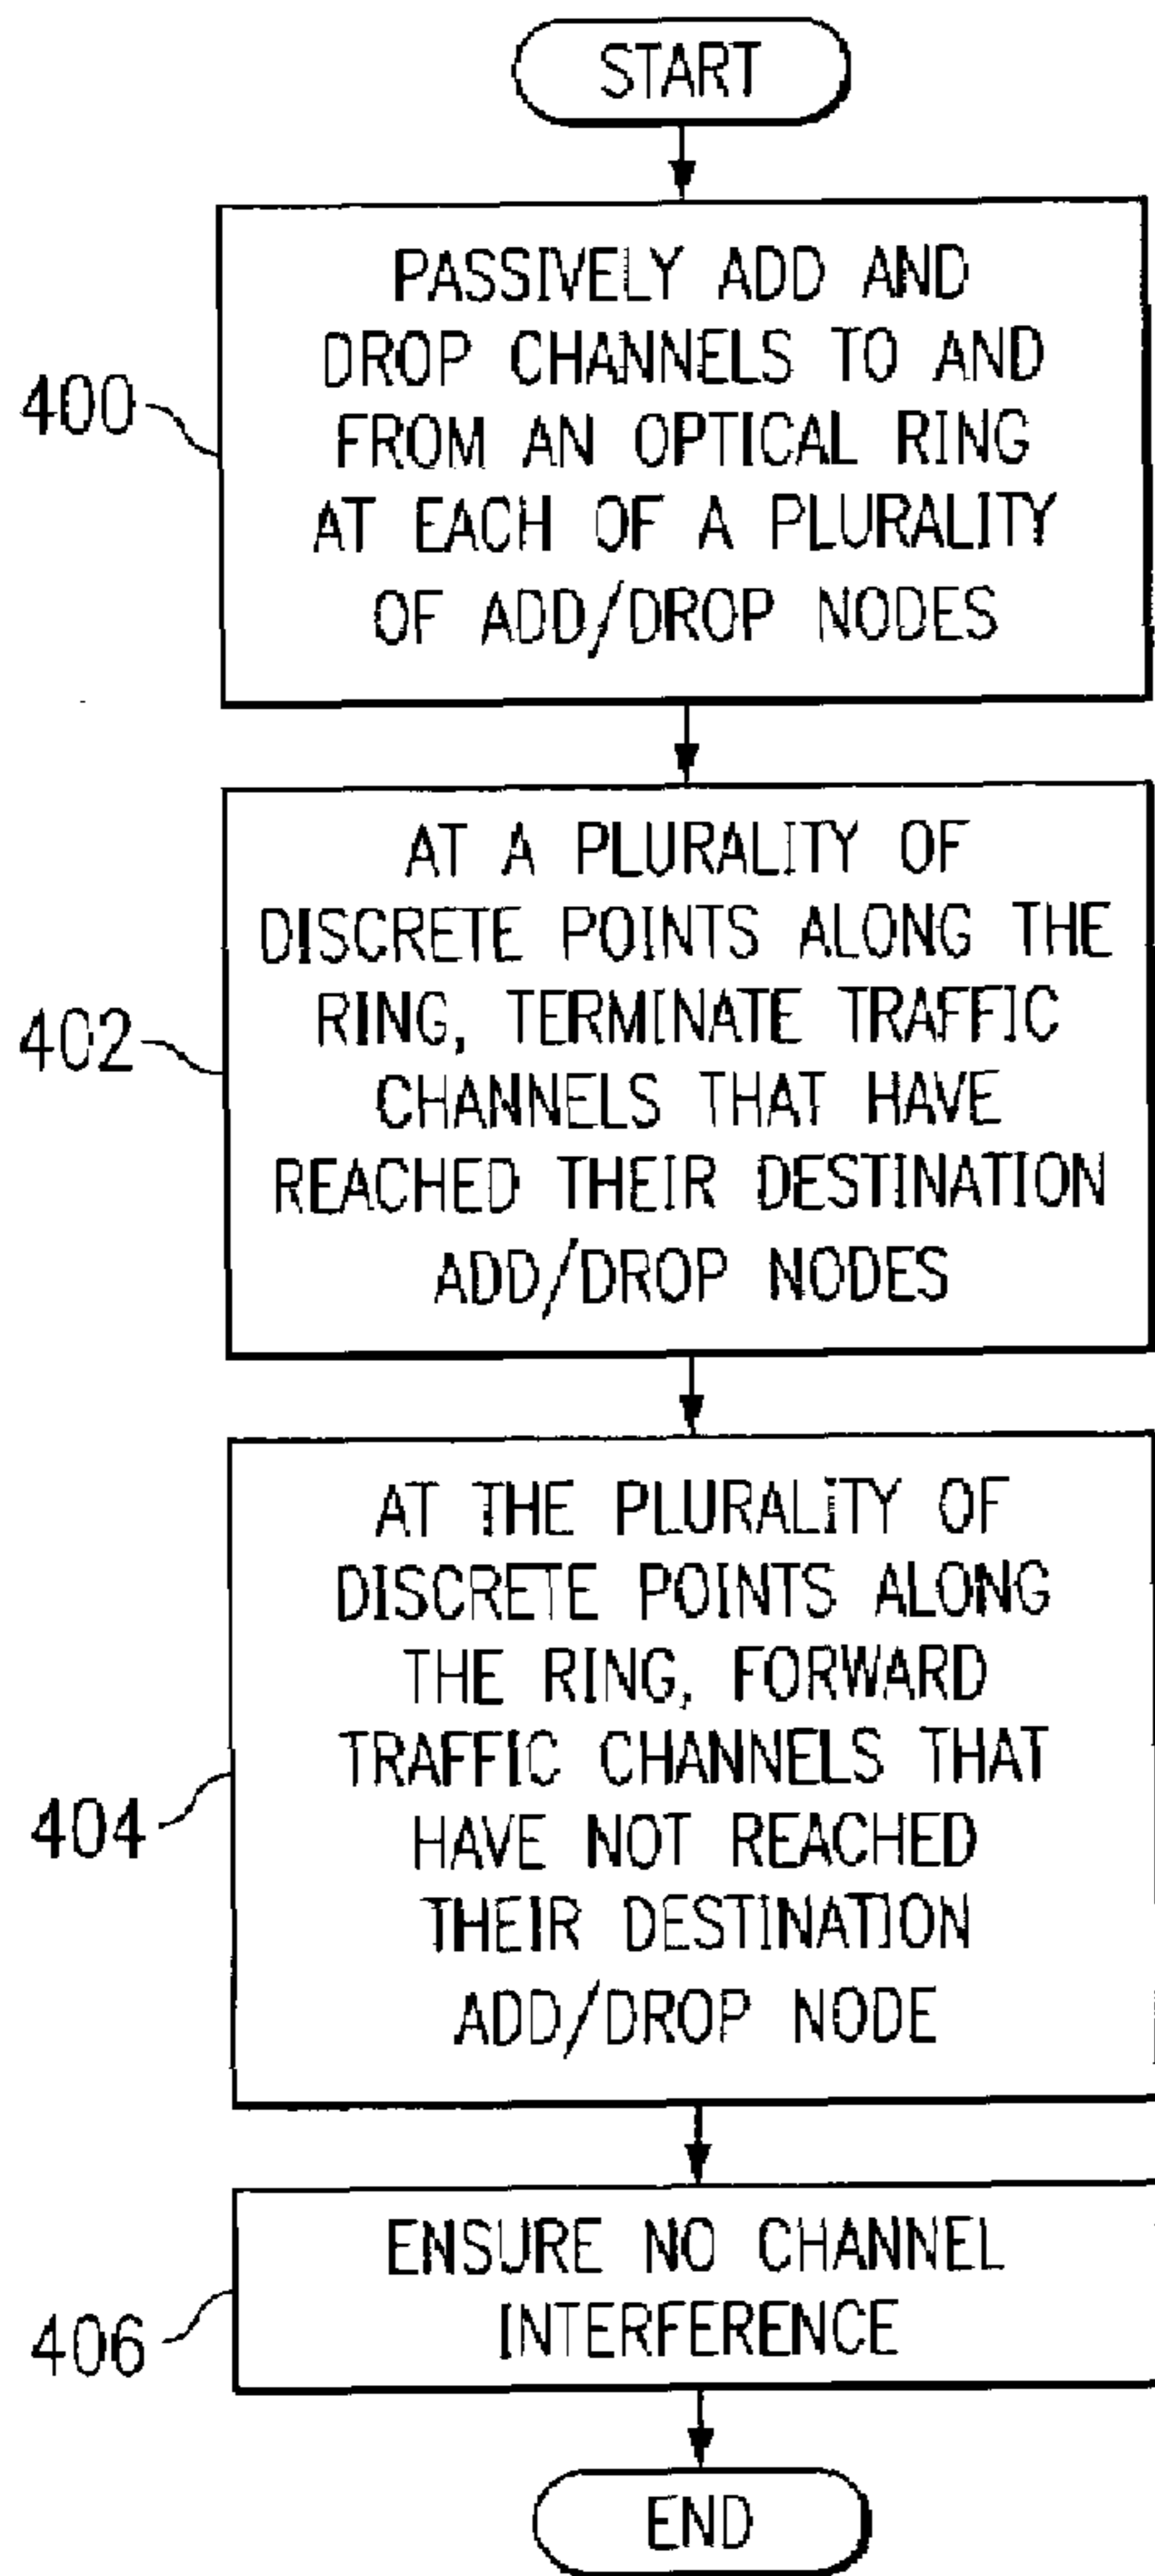 START
PASSIVELY ADD AND
DROP CHANNELS TO AND
FROM AN OPTICAL RING
AT EACH OF A PLURALITY
OF ADD/DROP NODES
400
AT A PLURALITY OF
DISCRETE POINTS ALONG THE
RING, TERMINATE TRAFFIC
CHANNELS THAT HAVE
REACHED THEIR DESTINATION
ADD/DROP NODES
402
AT THE PLURALITY OF
DISCRETE POINTS ALONG
THE RING, FORWARD
TRAFFIC CHANNELS THAT
HAVE NOT REACHED
THEIR DESTINATION
ADD/DROP NODE
404
ENSURE NO CHANNEL
INTERFERENCE
406
END